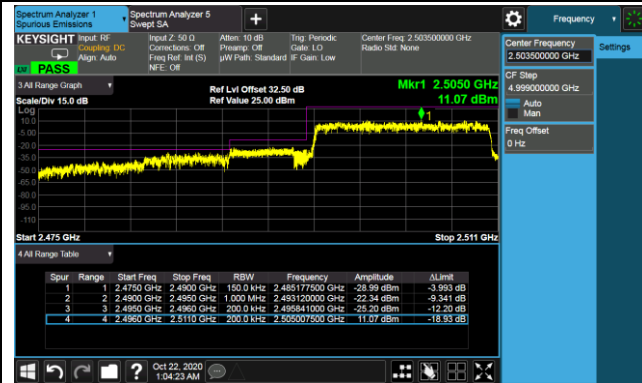 Spectrum Analyzer 1
Spurious Emissions
Spectrum Analyzer 5
Swept SA
Frequency
KEYSIGHT
Input: RF
Coupling: DC
Align: Auto
Input Z: 50 Ω
Corrections: Off
Freq Ref: Int (S)
NFE: Off
Atten: 10 dB
Preamp: Off
µW Path: Standard
Trig: Periodic
Gate: LO
IF Gain: Low
Center Freq: 2.503500000 GHz
Radio Std: None
PASS
Center Frequency
2.503500000 GHz
Settings
CF Step
4.999000000 GHz
Auto
Man
Freq Offset
0 Hz
3 All Range Graph
Scale/Div 15.0 dB
Ref Lvl Offset 32.50 dB
Ref Value 25.00 dBm
Mkr1 2.5050 GHz
11.07 dBm
Log
10.0
-5.00
-20.0
-35.0
-50.0
-65.0
-80.0
-95.0
-110
1
Start 2.475 GHz
Stop 2.511 GHz
4 All Range Table
Spur Range Start Freq Stop Freq RBW Frequency Amplitude ΔLimit
1 1 2.4750 GHz 2.4900 GHz 150.0 kHz 2.485177500 GHz -28.99 dBm -3.993 dB
2 2 2.4900 GHz 2.4950 GHz 1.000 MHz 2.493120000 GHz -22.34 dBm -9.341 dB
3 3 2.4950 GHz 2.4960 GHz 200.0 kHz 2.495841000 GHz -25.20 dBm -12.20 dB
4 4 2.4960 GHz 2.5110 GHz 200.0 kHz 2.505007500 GHz 11.07 dBm -18.93 dB
Oct 22, 2020
1:04:23 AM